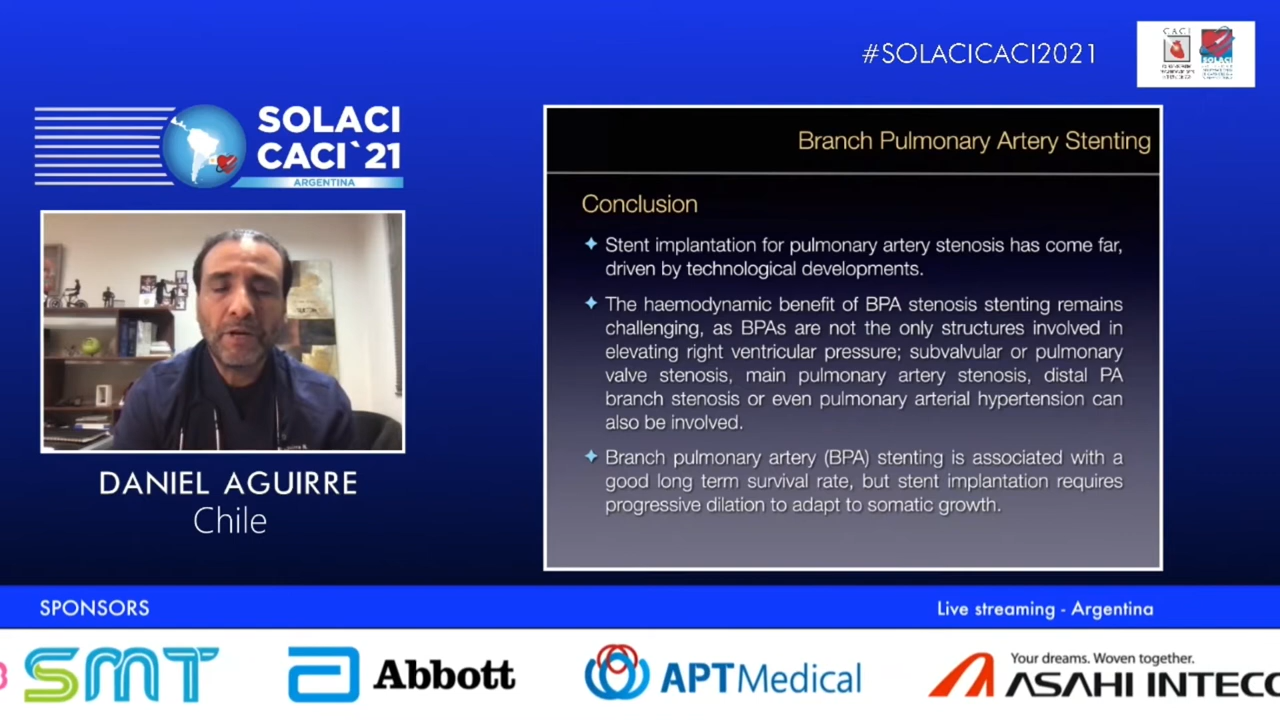 #SOLACICACI2021
CACI
SOLACI
SOLACI
CACI`21
ARGENTINA
DANIEL AGUIRRE
Chile
Branch Pulmonary Artery Stenting
Conclusion
Stent implantation for pulmonary artery stenosis has come far,
driven by technological developments.
The haemodynamic benefit of BPA stenosis stenting remains
challenging, as BPAs are not the only structures involved in
elevating right ventricular pressure; subvalvular or pulmonary
valve stenosis, main pulmonary artery stenosis, distal PA
branch stenosis or even pulmonary arterial hypertension can
also be involved.
Branch pulmonary artery (BPA) stenting is associated with a
good long term survival rate, but stent implantation requires
progressive dilation to adapt to somatic growth.
SPONSORS
Live streaming - Argentina
SMT
Abbott
APT Medical
Your dreams. Woven together.
ASAHI INTECC